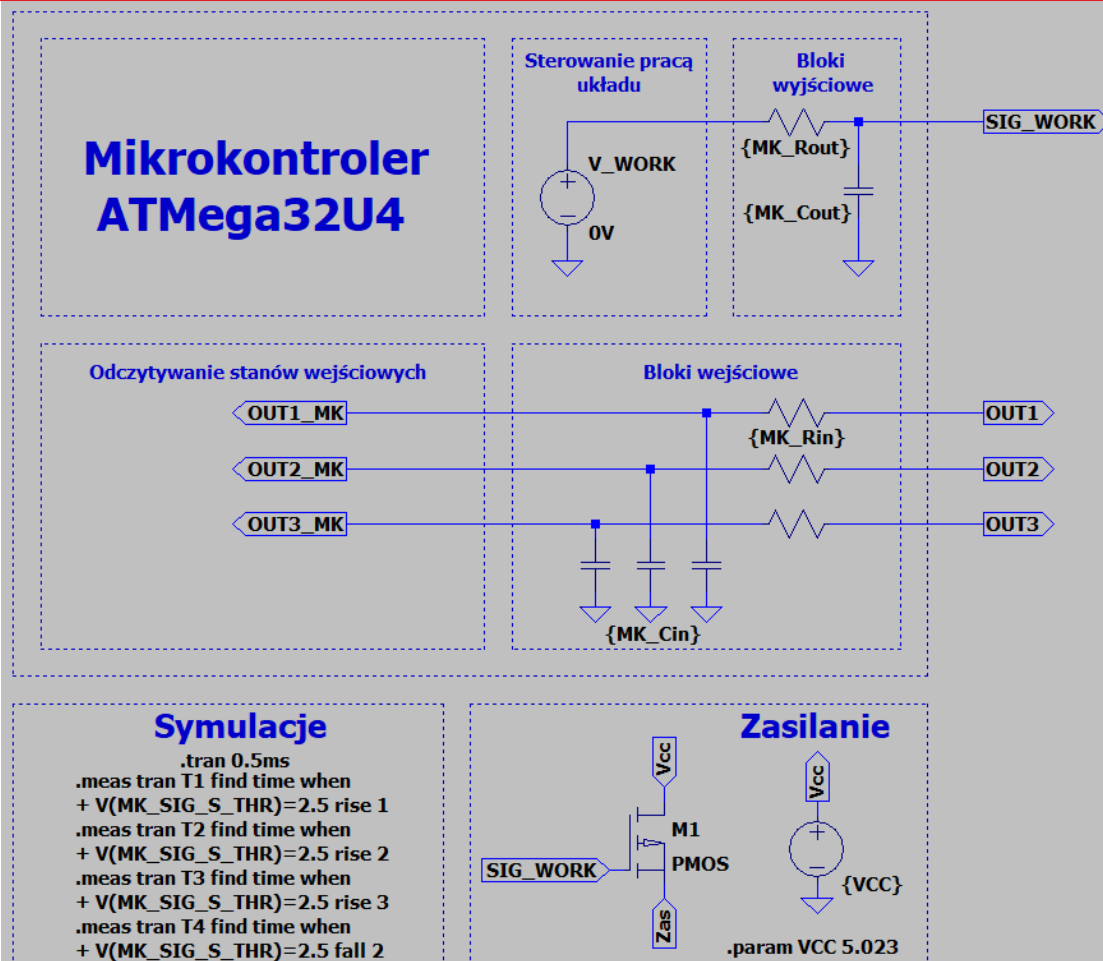 Mikrokontroler
ATMega32U4
Sterowanie pracą
układu
V_WORK
0V
Bloki
wyjściowe
{MK_Rout}
{MK_Cout}
SIG_WORK
Odczytywanie stanów wejściowych
OUT1_MK
OUT2_MK
OUT3_MK
Bloki wejściowe
{MK_Rin}
{MK_Cin}
OUT1
OUT2
OUT3
Symulacje
.tran 0.5ms
.meas tran T1 find time when
+ V(MK_SIG_S_THR)=2.5 rise 1
.meas tran T2 find time when
+ V(MK_SIG_S_THR)=2.5 rise 2
.meas tran T3 find time when
+ V(MK_SIG_S_THR)=2.5 rise 3
.meas tran T4 find time when
+ V(MK_SIG_S_THR)=2.5 fall 2
Zasilanie
Vcc
M1
PMOS
SIG_WORK
Zas
Vcc
{VCC}
.param VCC 5.023